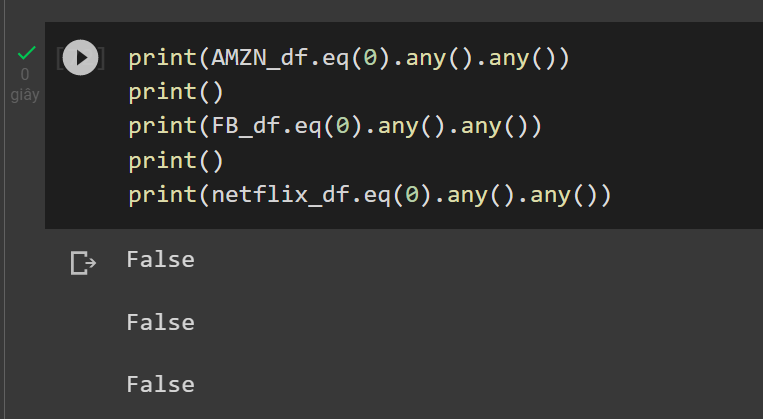 print(AMZN_df.eq(0).any().any())
0
giây
print()
print(FB_df.eq(0).any().any())
print()
print(netflix_df.eq(0).any().any())
False
False
False